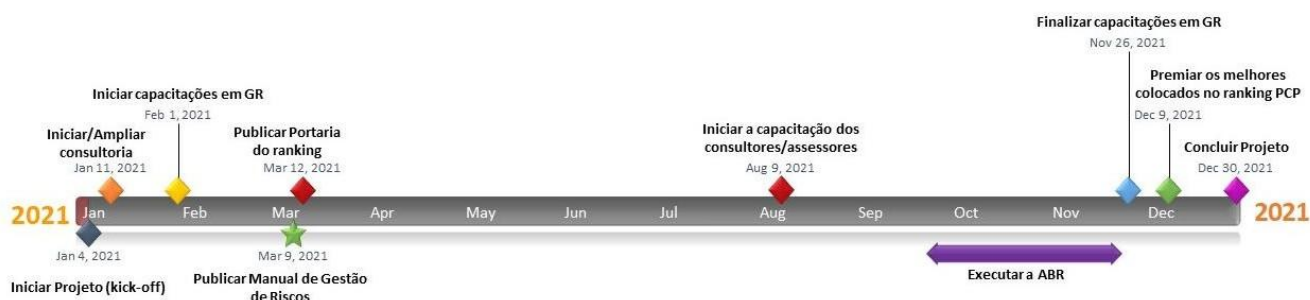 Finalizar capacitações em GR
Nov 26, 2021
Iniciar capacitações em GR
Feb 1, 2021
Premiar os melhores
colocados no ranking PCP
Dec 9, 2021
Iniciar/Ampliar
consultoria
Jan 11, 2021
Publicar Portaria
do ranking
Mar 12, 2021
Iniciar a capacitação dos
consultores/assessores
Aug 9, 2021
Concluir Projeto
Dec 30, 2021
2021 Jan Feb Mar Apr May Jun Jul Aug Sep Oct Nov Dec 2021
Jan 4, 2021
Iniciar Projeto (kick-off)
Mar 9, 2021
Publicar Manual de Gestão
de Riscos
Executar a ABR